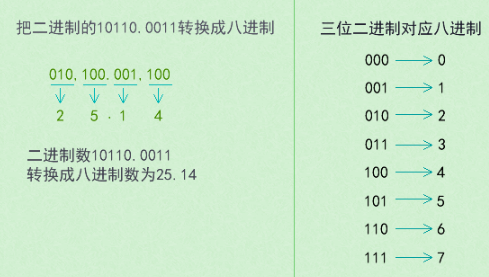 把二进制的10110.0011转换成八进制
010,100.001,100
2 5 . 1 4
二进制数10110.0011
转换成八进制数为25.14
三位二进制对应八进制
000 → 0
001 → 1
010 → 2
011 → 3
100 → 4
101 → 5
110 → 6
111 → 7